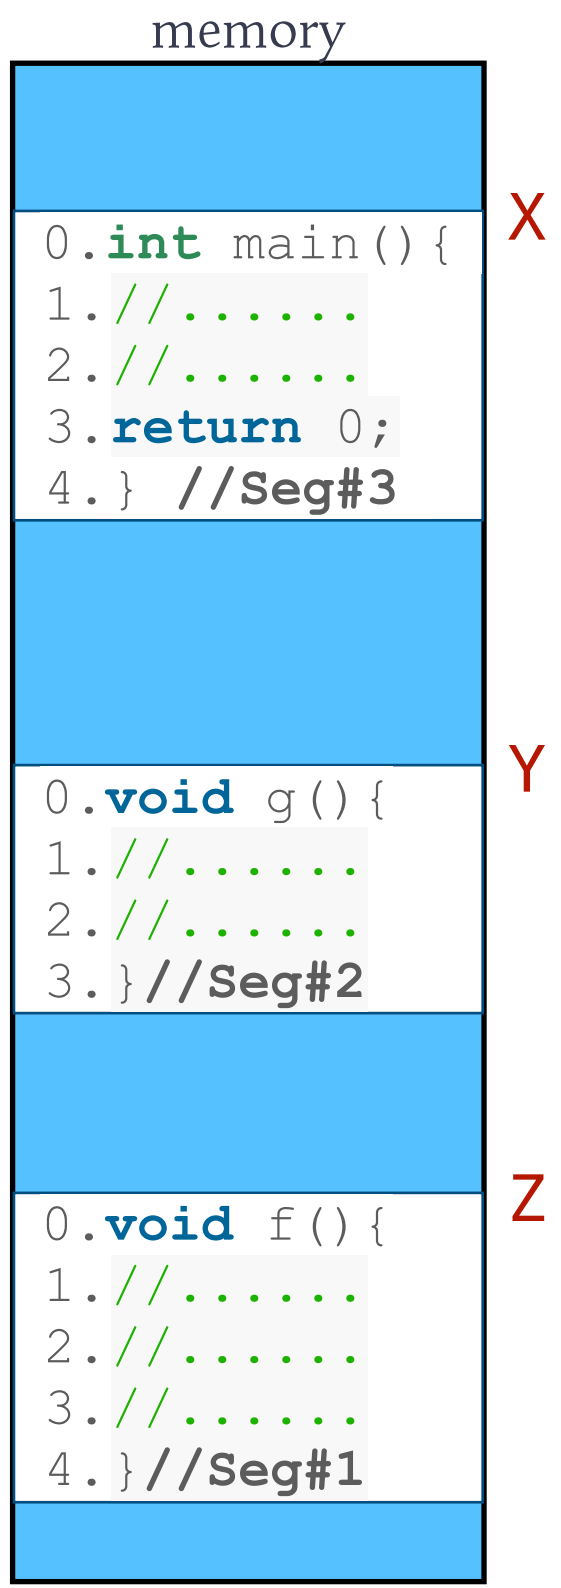 memory
X
0.int main(){
1.//......
2.//......
3.return 0;
4.} //Seg#3
Y
0.void g(){
1.//......
2.//......
3.}//Seg#2
Z
0.void f(){
1.//......
2.//......
3.//......
4.}//Seg#1